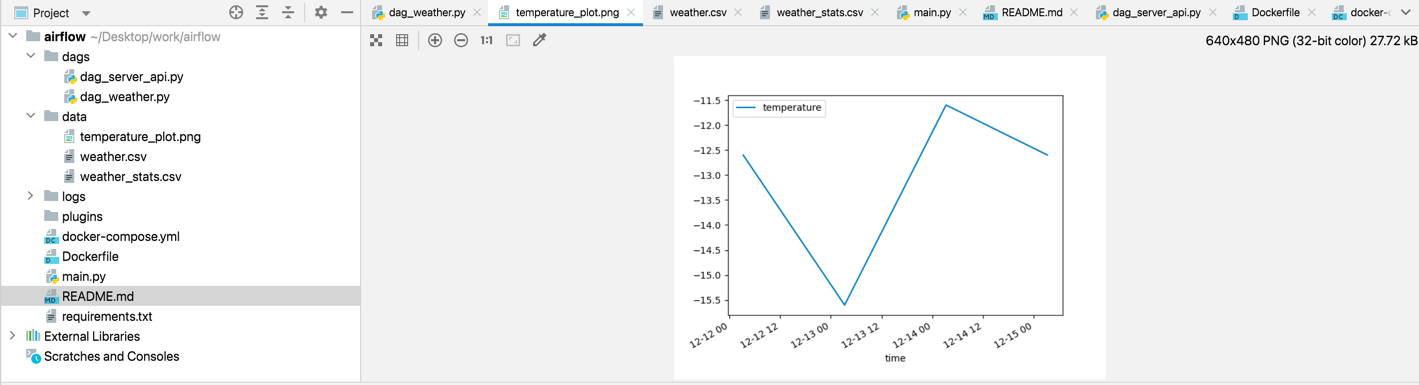 Project
airflow ~/Desktop/work/airflow
dags
dag_server_api.py
dag_weather.py
data
temperature_plot.png
weather.csv
weather_stats.csv
logs
plugins
docker-compose.yml
Dockerfile
main.py
README.md
requirements.txt
External Libraries
Scratches and Consoles
dag_weather.py temperature_plot.png weather.csv weather_stats.csv main.py README.md dag_server_api.py Dockerfile docker-
1:1 640x480 PNG (32-bit color) 27.72 kB
temperature
−11.5
−12.0
−12.5
−13.0
−13.5
−14.0
−14.5
−15.0
−15.5
12-12 00 12-12 12 12-13 00 12-13 12 12-14 00 12-14 12 12-15 00
time